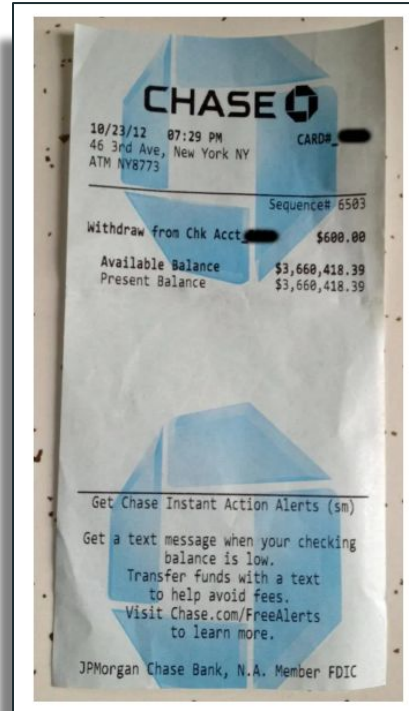 CHASE
10/23/12 07:29 PM CARD#
46 3rd Ave, New York NY
ATM NY8773
Sequence# 6503
Withdraw from Chk Acct $600.00
Available Balance $3,660,418.39
Present Balance $3,660,418.39
Get Chase Instant Action Alerts (sm)
Get a text message when your checking
balance is low.
Transfer funds with a text
to help avoid fees.
Visit Chase.com/FreeAlerts
to learn more.
JPMorgan Chase Bank, N.A. Member FDIC